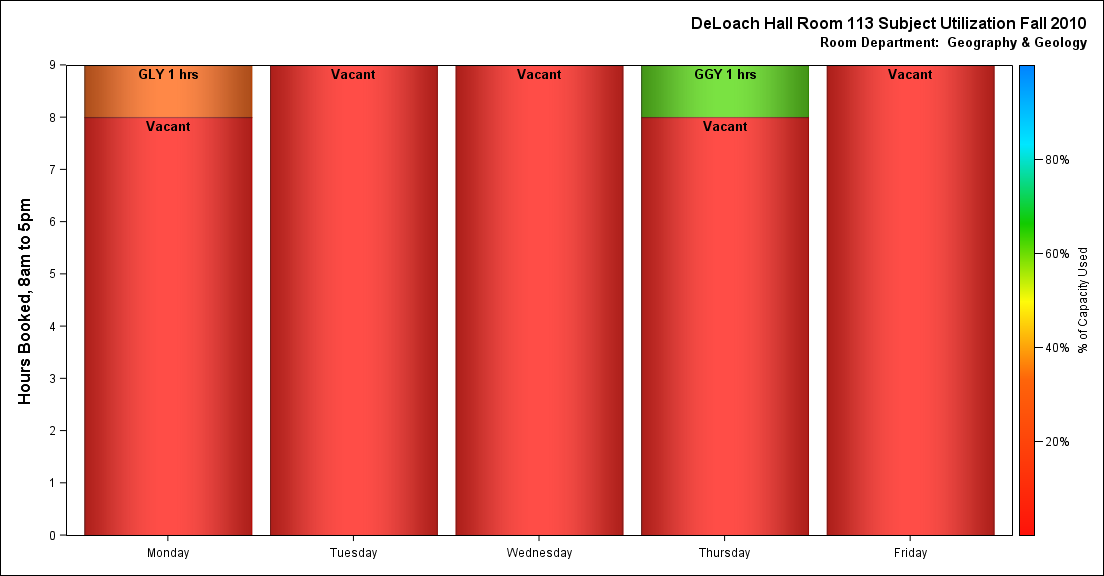 DeLoach Hall Room 113 Subject Utilization Fall 2010
Room Department:  Geography & Geology
Hours Booked, 8am to 5pm
9
8
7
6
5
4
3
2
1
0
GLY 1 hrs
Vacant
Vacant
Vacant
GGY 1 hrs
Vacant
Vacant
Monday
Tuesday
Wednesday
Thursday
Friday
80%
60%
40%
20%
% of Capacity Used